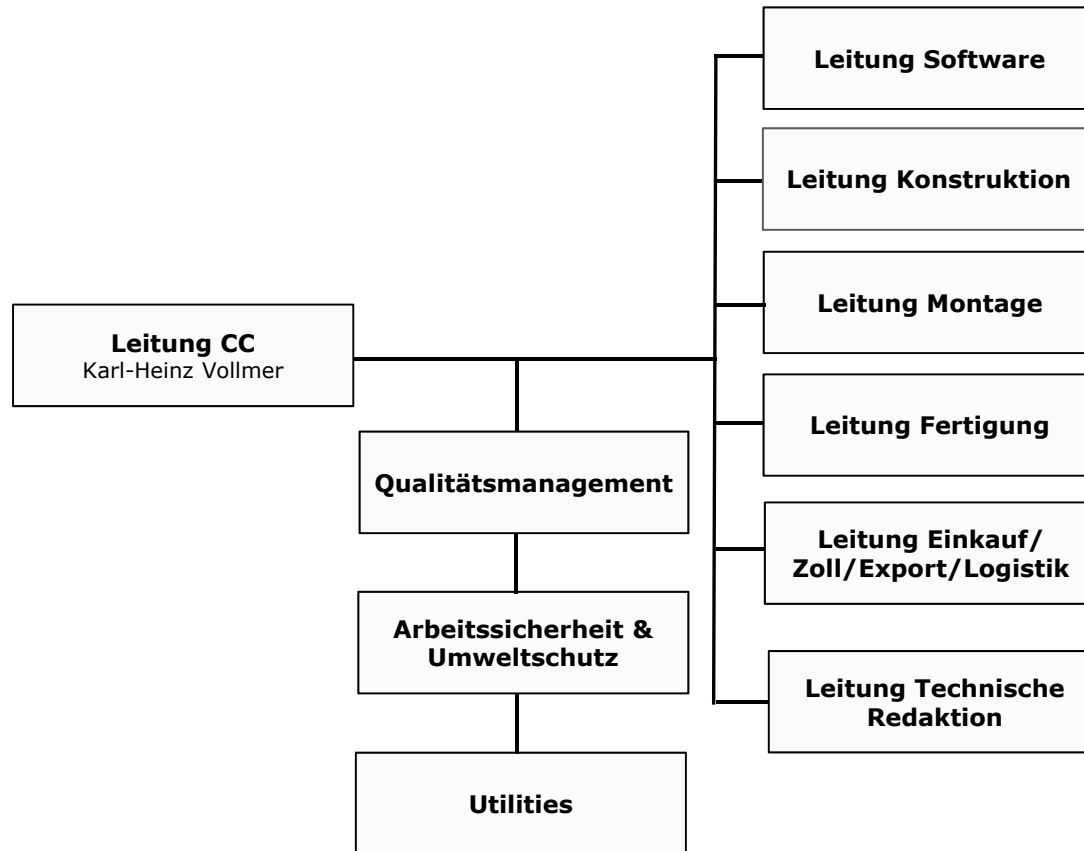 Leitung Software
Leitung Konstruktion
Leitung Montage
Leitung CC
Karl-Heinz Vollmer
Leitung Fertigung
Qualitätsmanagement
Leitung Einkauf/
Zoll/Export/Logistik
Arbeitssicherheit &
Umweltschutz
Leitung Technische
Redaktion
Utilities